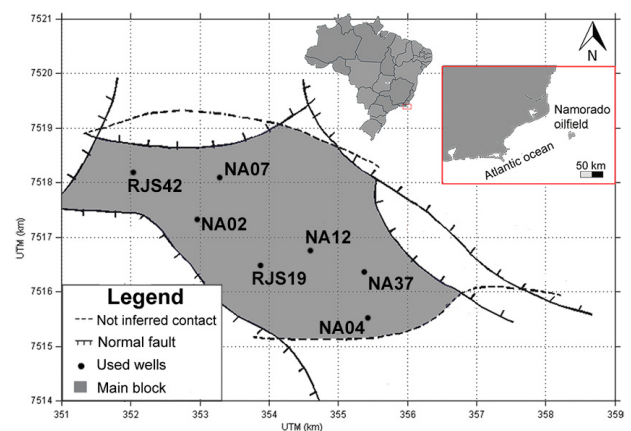 7521
7520
7519
7518
7517
7516
7515
7514
UTM (km)
N
Namorado
oilfield
Atlantic ocean
50 km
RJS42
NA07
NA02
NA12
RJS19
NA37
NA04
Legend
Not inferred contact
Normal fault
Used wells
Main block
351 352 353 354 355 356 357 358 359
UTM (km)